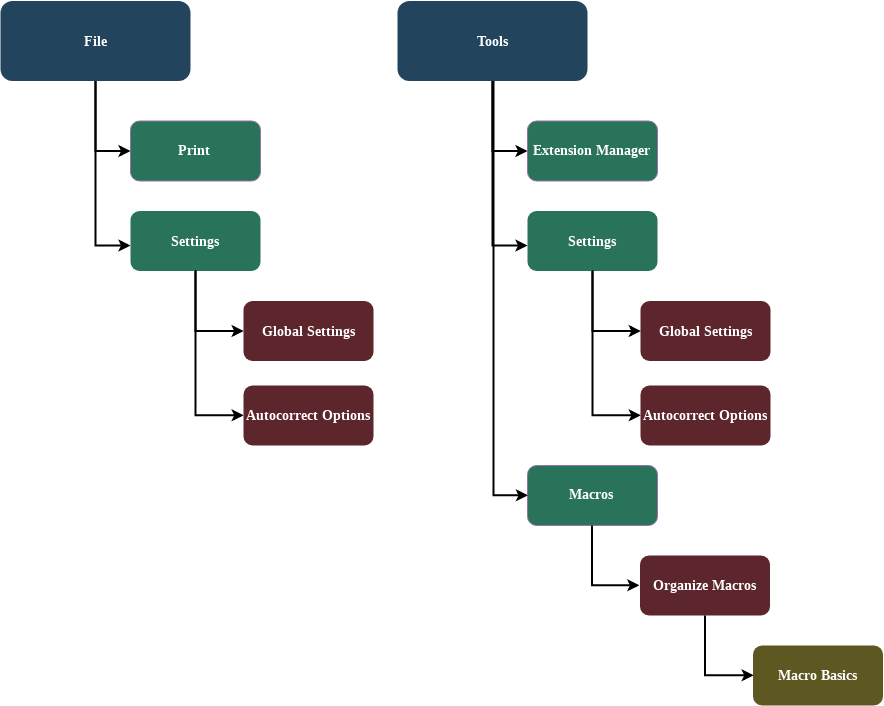 File
Tools
Print
Extension Manager
Settings
Settings
Global Settings
Global Settings
Autocorrect Options
Autocorrect Options
Macros
Organize Macros
Macro Basics